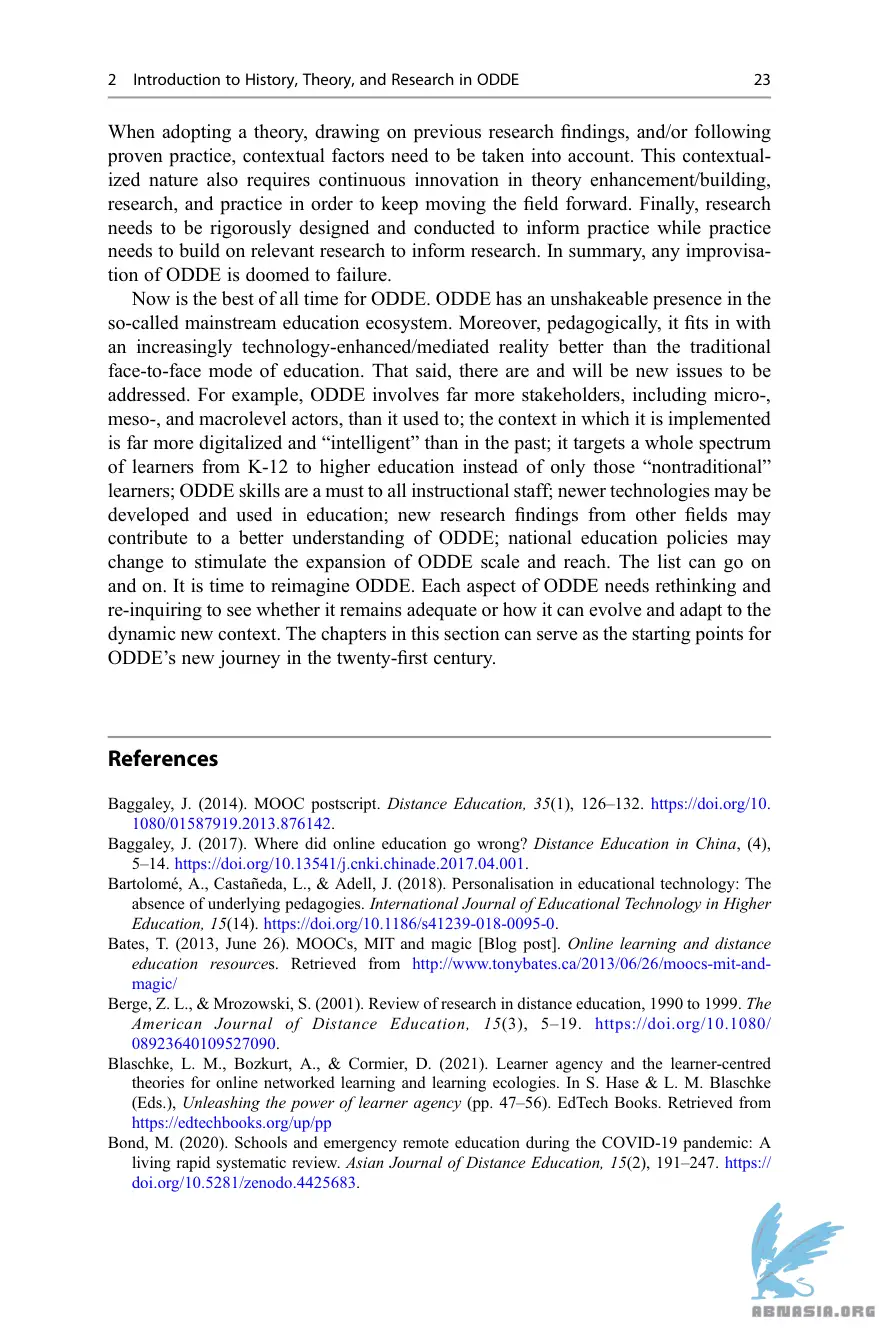 2 Introduction to History, Theory, and Research in ODDE 23
When adopting a theory, drawing on previous research findings, and/or following
proven practice, contextual factors need to be taken into account. This contextual-
ized nature also requires continuous innovation in theory enhancement/building,
research, and practice in order to keep moving the field forward. Finally, research
needs to be rigorously designed and conducted to inform practice while practice
needs to build on relevant research to inform research. In summary, any improvisa-
tion of ODDE is doomed to failure.
Now is the best of all time for ODDE. ODDE has an unshakeable presence in the
so-called mainstream education ecosystem. Moreover, pedagogically, it fits in with
an increasingly technology-enhanced/mediated reality better than the traditional
face-to-face mode of education. That said, there are and will be new issues to be
addressed. For example, ODDE involves far more stakeholders, including micro-,
meso-, and macrolevel actors, than it used to; the context in which it is implemented
is far more digitalized and “intelligent” than in the past; it targets a whole spectrum
of learners from K-12 to higher education instead of only those “nontraditional”
learners; ODDE skills are a must to all instructional staff; newer technologies may be
developed and used in education; new research findings from other fields may
contribute to a better understanding of ODDE; national education policies may
change to stimulate the expansion of ODDE scale and reach. The list can go on
and on. It is time to reimagine ODDE. Each aspect of ODDE needs rethinking and
re-inquiring to see whether it remains adequate or how it can evolve and adapt to the
dynamic new context. The chapters in this section can serve as the starting points for
ODDE’s new journey in the twenty-first century.
References
Baggaley, J. (2014). MOOC postscript. Distance Education, 35(1), 126–132. https://doi.org/10.
1080/01587919.2013.876142.
Baggaley, J. (2017). Where did online education go wrong? Distance Education in China, (4),
5–14. https://doi.org/10.13541/j.cnki.chinade.2017.04.001.
Bartolomé, A., Castañeda, L., & Adell, J. (2018). Personalisation in educational technology: The
absence of underlying pedagogies. International Journal of Educational Technology in Higher
Education, 15(14). https://doi.org/10.1186/s41239-018-0095-0.
Bates, T. (2013, June 26). MOOCs, MIT and magic [Blog post]. Online learning and distance
education resources. Retrieved from http://www.tonybates.ca/2013/06/26/moocs-mit-and-
magic/
Berge, Z. L., & Mrozowski, S. (2001). Review of research in distance education, 1990 to 1999. The
American Journal of Distance Education, 15(3), 5–19. https://doi.org/10.1080/
08923640109527090.
Blaschke, L. M., Bozkurt, A., & Cormier, D. (2021). Learner agency and the learner-centred
theories for online networked learning and learning ecologies. In S. Hase & L. M. Blaschke
(Eds.), Unleashing the power of learner agency (pp. 47–56). EdTech Books. Retrieved from
https://edtechbooks.org/up/pp
Bond, M. (2020). Schools and emergency remote education during the COVID-19 pandemic: A
living rapid systematic review. Asian Journal of Distance Education, 15(2), 191–247. https://
doi.org/10.5281/zenodo.4425683.
ABNASIA.ORG